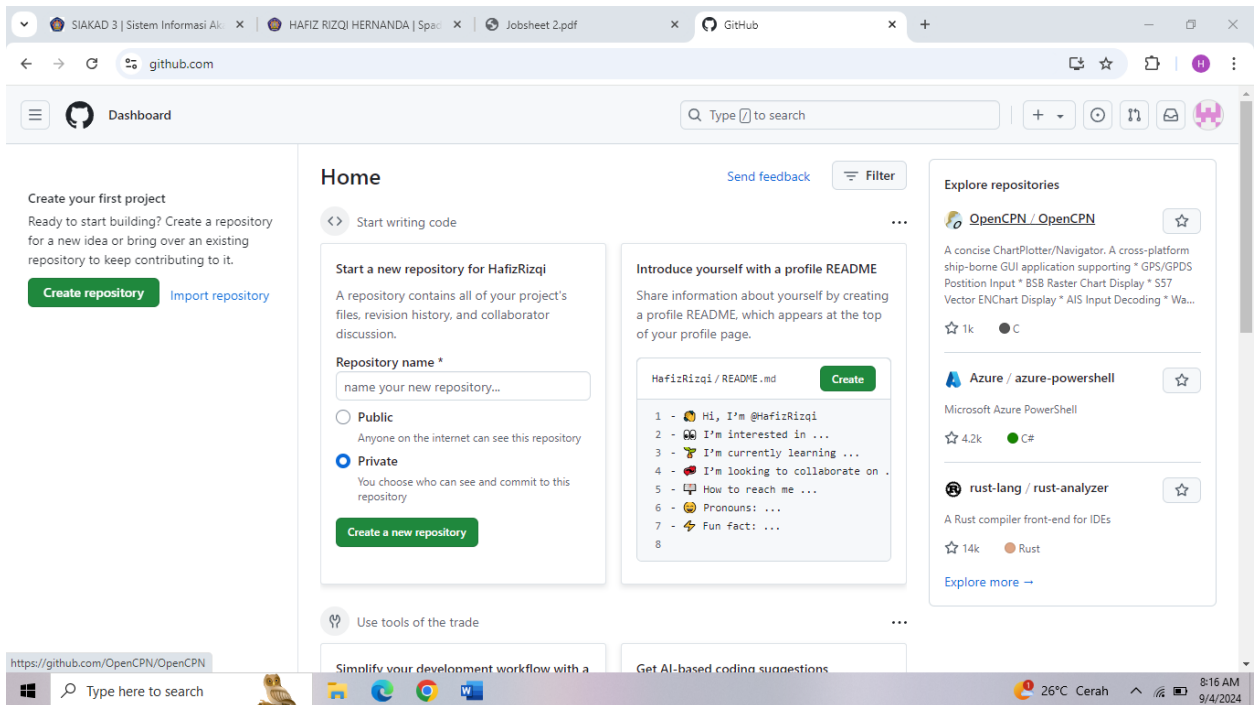 SIAKAD 3 | Sistem Informasi Aka
HAFIZ RIZQI HERNANDA | Spad
Jobsheet 2.pdf
GitHub
github.com
H
Dashboard
Type / to search
Create your first project
Ready to start building? Create a repository
for a new idea or bring over an existing
repository to keep contributing to it.
Create repository
Import repository
Home
Send feedback
Filter
Start writing code
Start a new repository for HafizRizqi
A repository contains all of your project's
files, revision history, and collaborator
discussion.
Repository name *
name your new repository...
Public
Anyone on the internet can see this repository
Private
You choose who can see and commit to this
repository
Create a new repository
Introduce yourself with a profile README
Share information about yourself by creating
a profile README, which appears at the top
of your profile page.
HafizRizqi / README.md
Create
1 - 👋 Hi, I'm @HafizRizqi
2 - 👀 I'm interested in ...
3 - 🌱 I'm currently learning ...
4 - 💞️ I'm looking to collaborate on .
5 - 📫 How to reach me ...
6 - 😄 Pronouns: ...
7 - ⚡ Fun fact: ...
8
Explore repositories
OpenCPN / OpenCPN
A concise ChartPlotter/Navigator. A cross-platform
ship-borne GUI application supporting * GPS/GPDS
Postition Input * BSB Raster Chart Display * S57
Vector ENChart Display * AIS Input Decoding * Wa...
1k
C
Azure / azure-powershell
Microsoft Azure PowerShell
4.2k
C#
rust-lang / rust-analyzer
A Rust compiler front-end for IDEs
14k
Rust
Explore more →
Use tools of the trade
Simplify your development workflow with a
Get AI-based coding suggestions
https://github.com/OpenCPN/OpenCPN
Type here to search
1
26°C Cerah
8:16 AM
9/4/2024